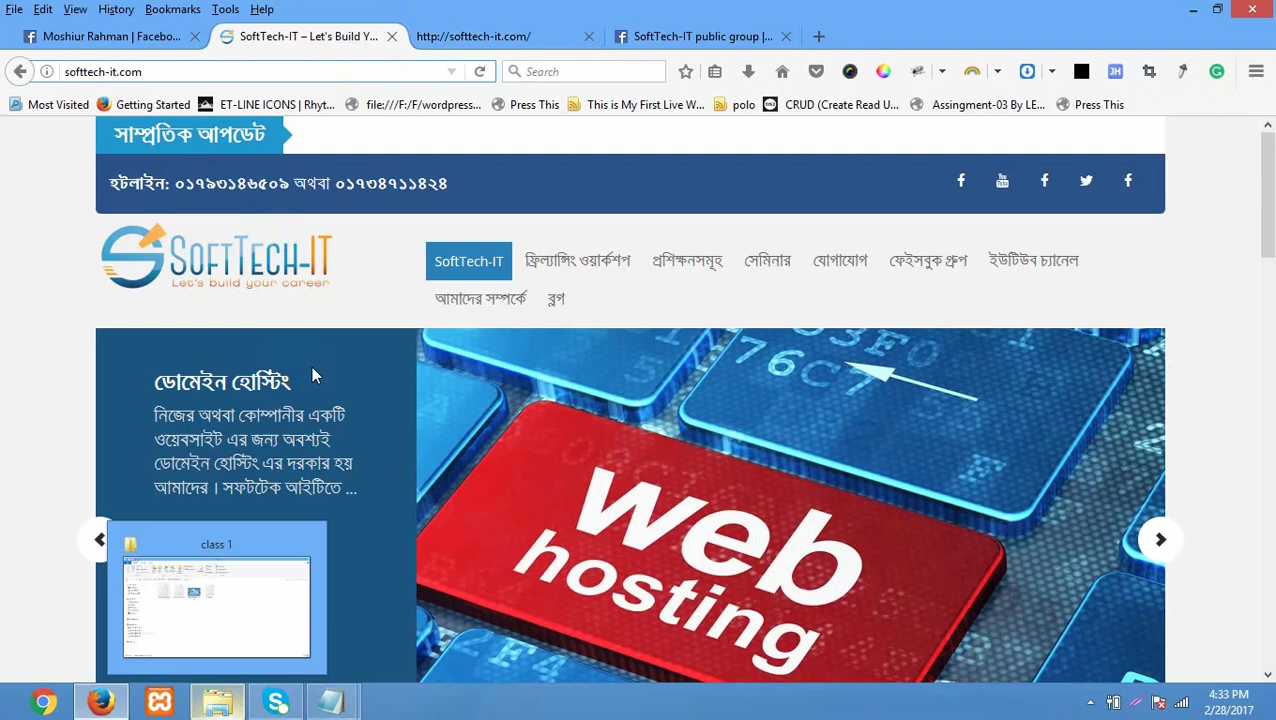 File Edit View History Bookmarks Tools Help
Moshiur Rahman | Facebo... SoftTech-IT – Let's Build Y... http://softtech-it.com/ SoftTech-IT public group |...
softtech-it.com Search
Most Visited Getting Started ET-LINE ICONS | Rhyt... file:///F:/F/wordpress... Press This This is My First Live W... polo CRUD (Create Read U... Assingment-03 By LE... Press This
সাম্প্রতিক আপডেট
হটলাইন: ০১৭৯৩১৪৬৫০৯ অথবা ০১৭৩৪৭১১৪২৪
SOFTTECH-IT
Let's build your career
SoftTech-IT ফ্রিল্যান্সিং ওয়ার্কশপ প্রশিক্ষনসমূহ সেমিনার যোগাযোগ ফেইসবুক গ্রুপ ইউটিউব চ্যানেল
আমাদের সম্পর্কে ব্লগ
ডোমেইন হোস্টিং
নিজের অথবা কোম্পানীর একটি
ওয়েবসাইট এর জন্য অবশ্যই
ডোমেইন হোস্টিং এর দরকার হয়
আমাদের । সফটটেক আইটিতে ...
76C7
web
hosting
class 1
4:33 PM
2/28/2017